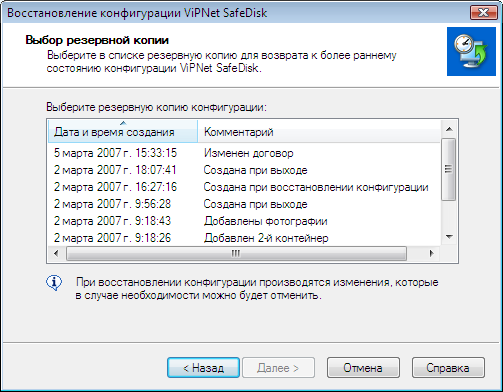 Восстановление конфигурации ViPNet SafeDisk
Выбор резервной копии
Выберите в списке резервную копию для возврата к более раннему
состоянию конфигурации ViPNet SafeDisk.
Выберите резервную копию конфигурации:
Дата и время создания Комментарий
5 марта 2007 г. 15:33:15 Изменен договор
2 марта 2007 г. 18:07:41 Создана при выходе
2 марта 2007 г. 16:27:16 Создана при восстановлении конфигурации
2 марта 2007 г. 9:56:28 Создана при выходе
2 марта 2007 г. 9:18:43 Добавлены фотографии
2 марта 2007 г. 9:18:26 Добавлен 2-й контейнер
При восстановлении конфигурации производятся изменения, которые
в случае необходимости можно будет отменить.
< Назад Далее > Отмена Справка